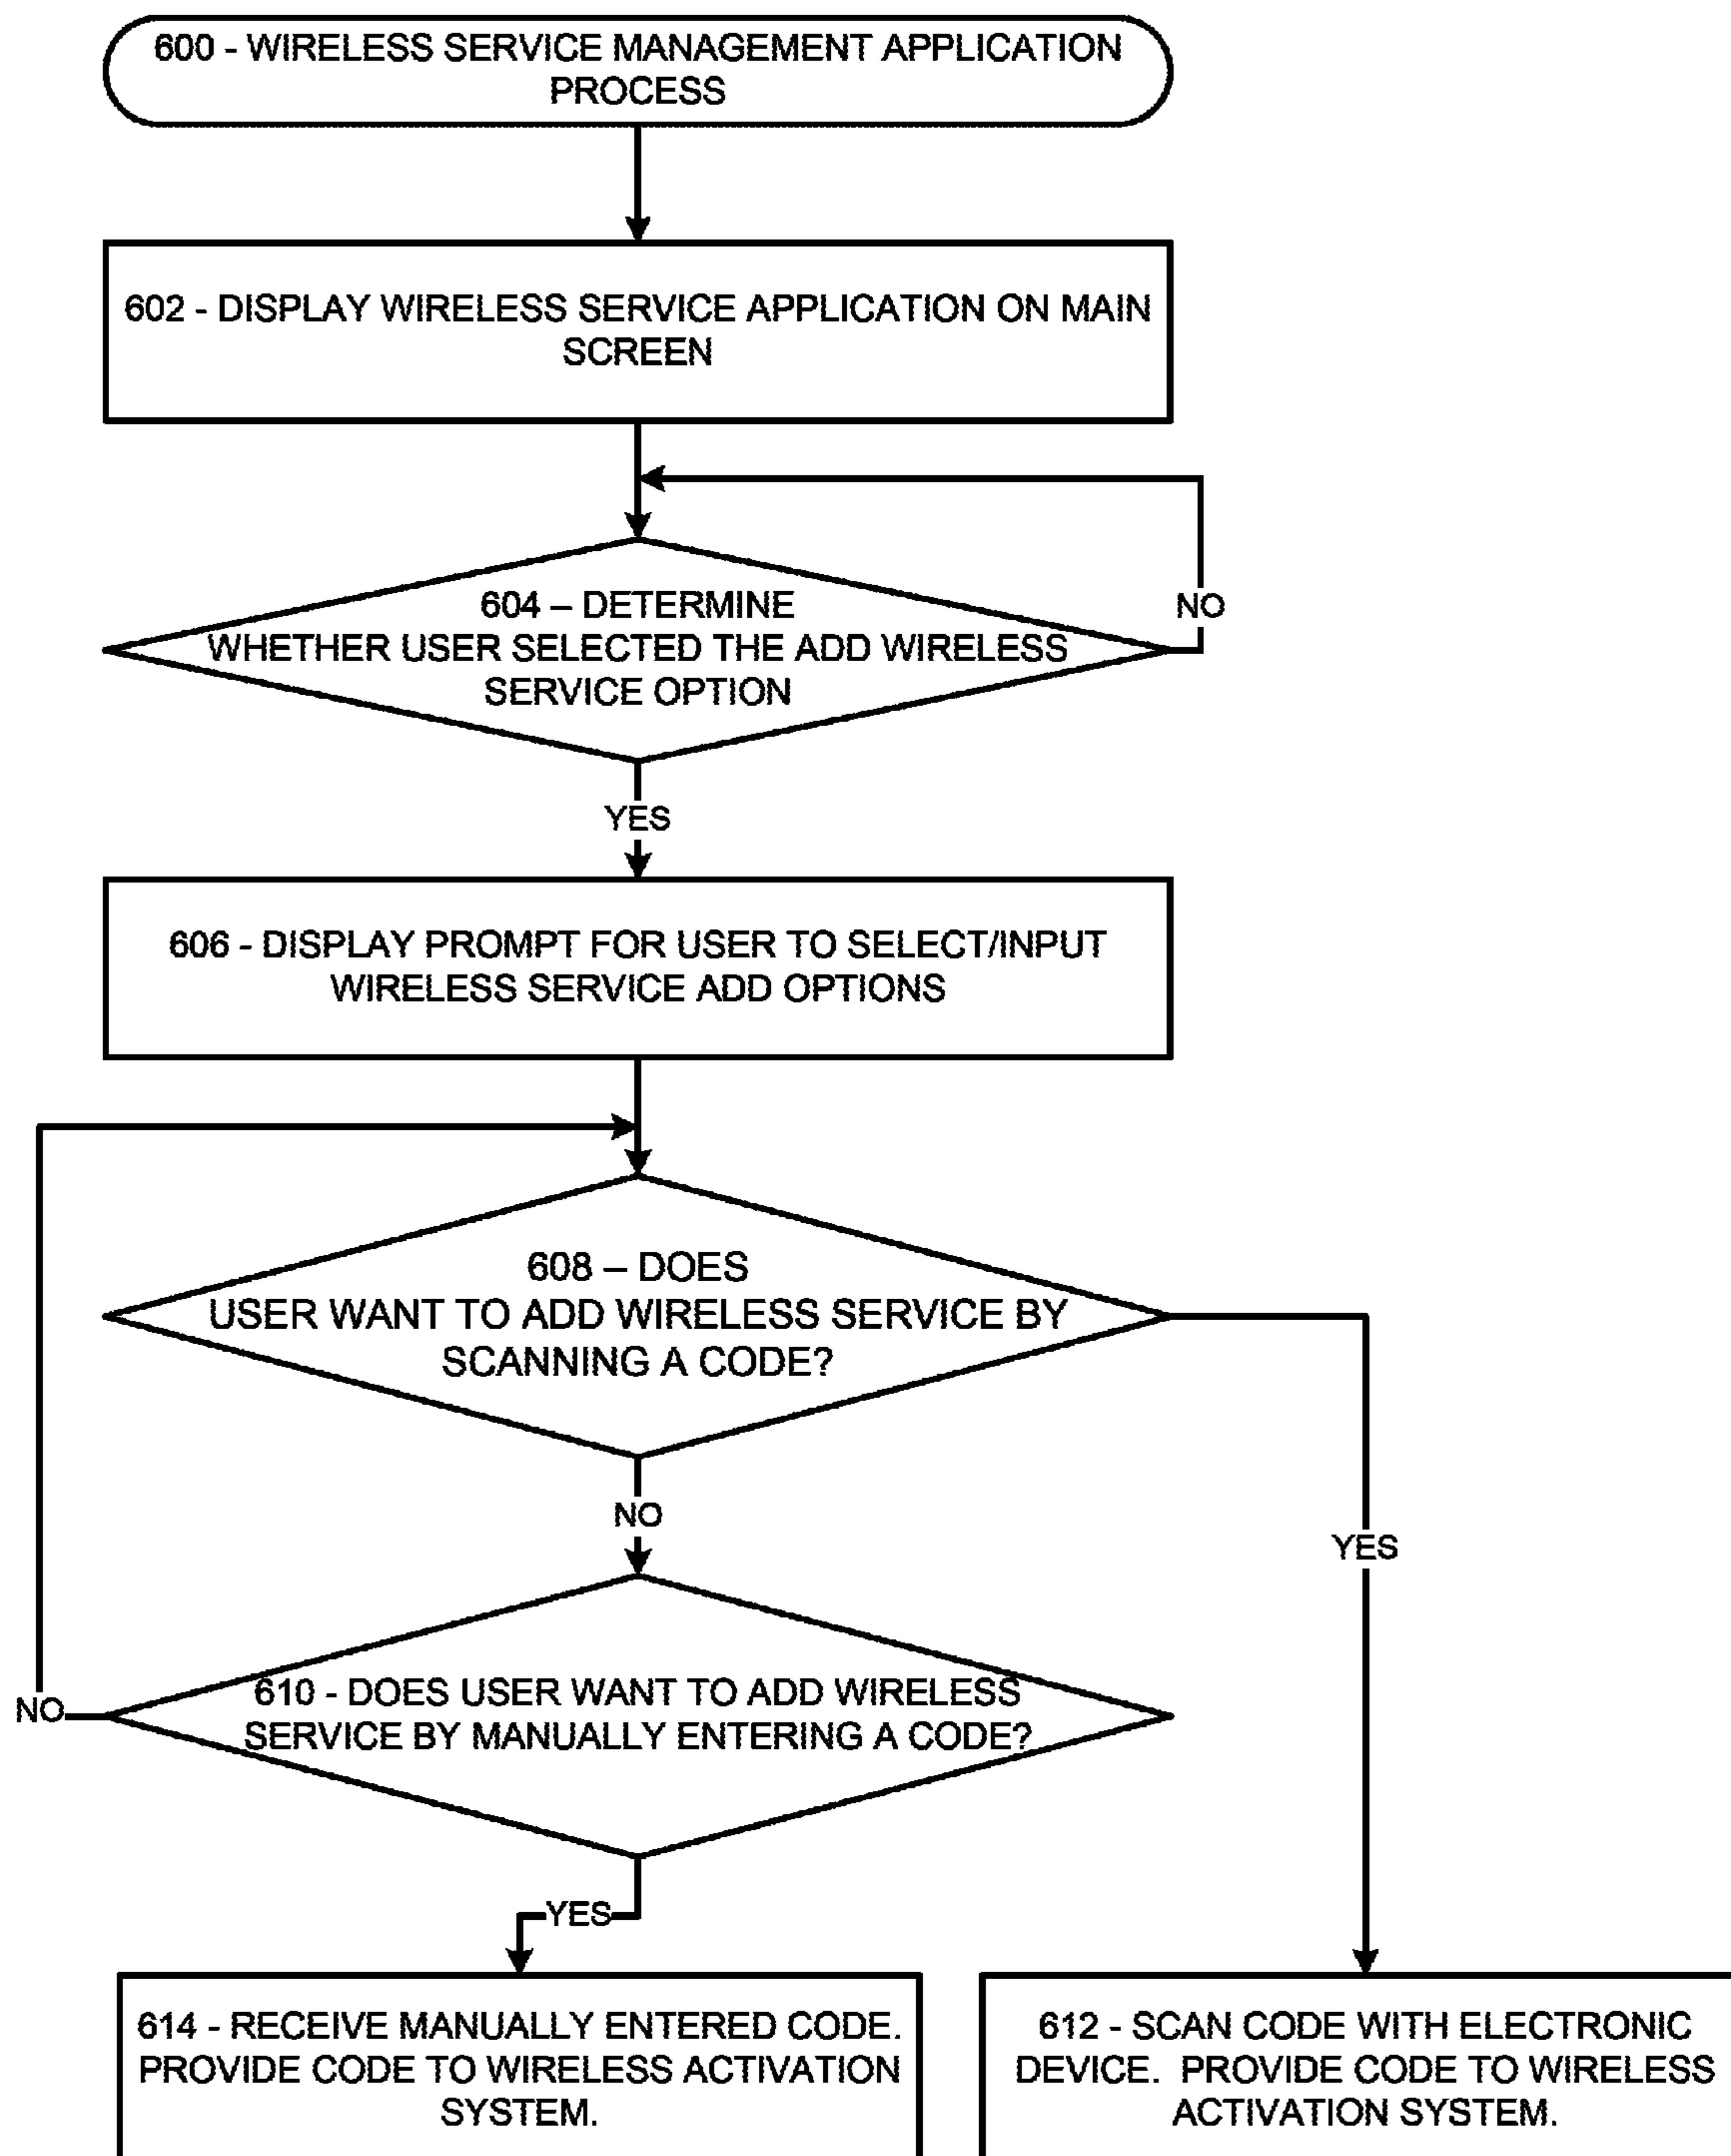 600 - WIRELESS SERVICE MANAGEMENT APPLICATION
PROCESS
602 - DISPLAY WIRELESS SERVICE APPLICATION ON MAIN
SCREEN
604 – DETERMINE
WHETHER USER SELECTED THE ADD WIRELESS
SERVICE OPTION
NO
YES
606 - DISPLAY PROMPT FOR USER TO SELECT/INPUT
WIRELESS SERVICE ADD OPTIONS
608 – DOES
USER WANT TO ADD WIRELESS SERVICE BY
SCANNING A CODE?
NO
YES
610 - DOES USER WANT TO ADD WIRELESS
SERVICE BY MANUALLY ENTERING A CODE?
NO
YES
614 - RECEIVE MANUALLY ENTERED CODE.
PROVIDE CODE TO WIRELESS ACTIVATION
SYSTEM.
612 - SCAN CODE WITH ELECTRONIC
DEVICE.  PROVIDE CODE TO WIRELESS
ACTIVATION SYSTEM.